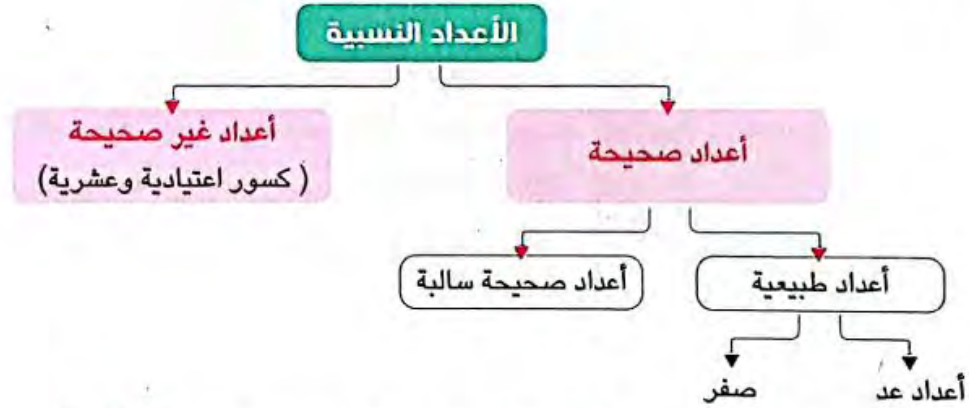 الأعداد النسبية
أعداد صحيحة
أعداد غير صحيحة
( كسور اعتيادية وعشرية)
أعداد طبيعية
أعداد صحيحة سالبة
أعداد عد
صفر